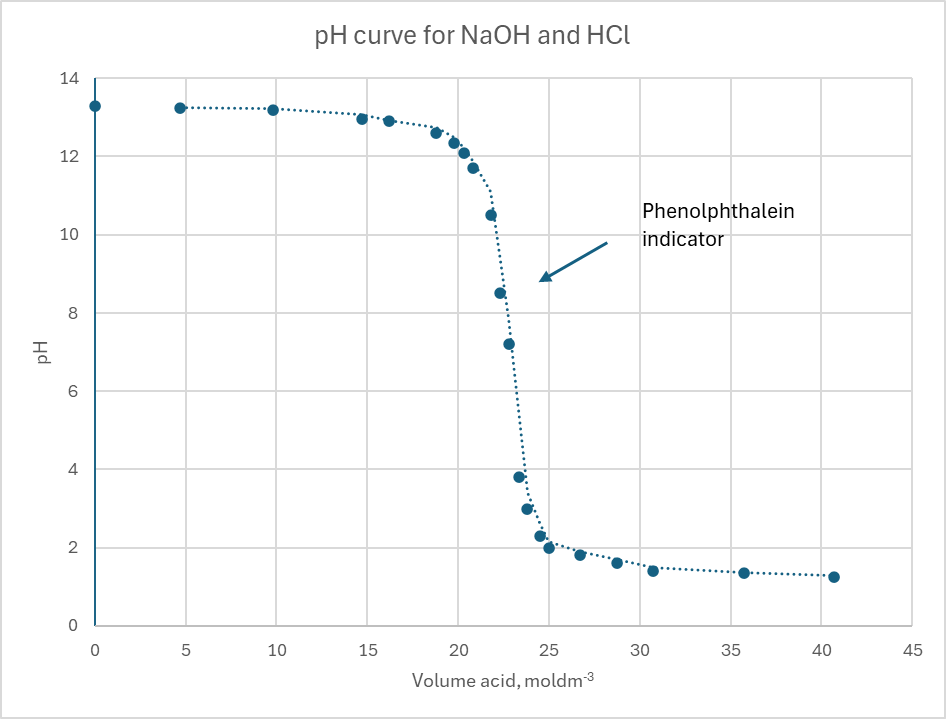 pH curve for NaOH and HCl
14
12
10
8
6
4
2
0
pH
Phenolphthalein
indicator
0 5 10 15 20 25 30 35 40 45
Volume acid, moldm⁻³